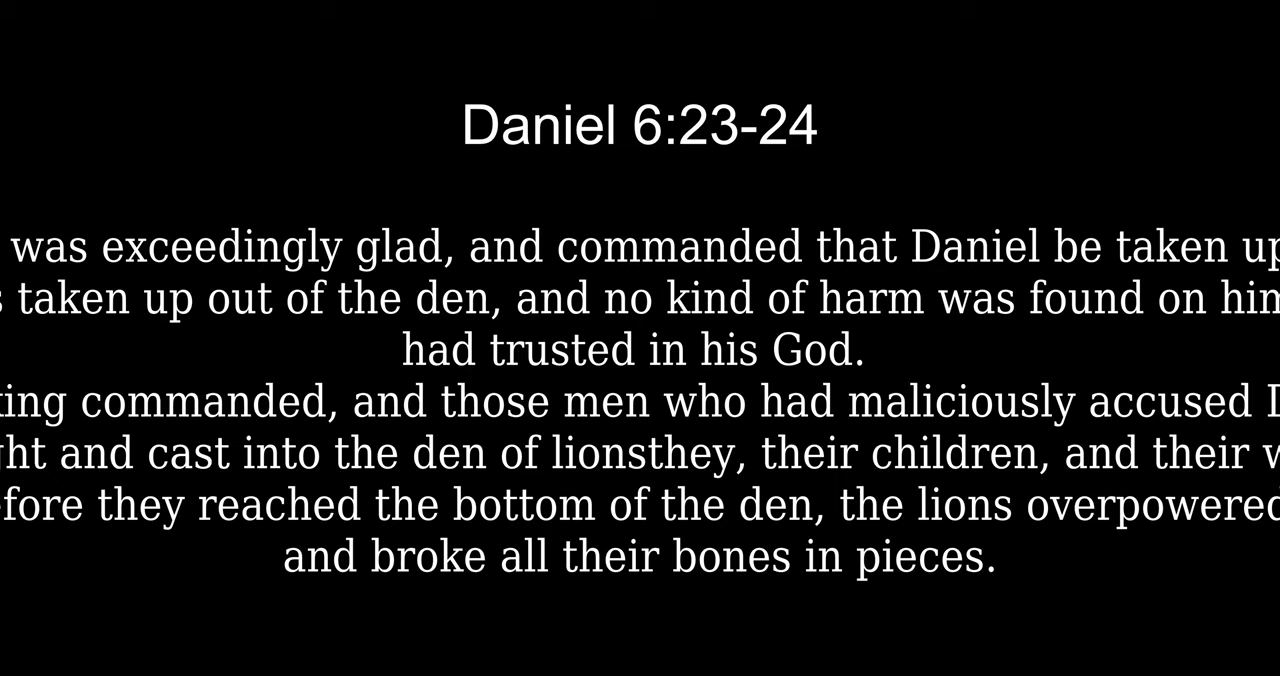 Daniel 6:23-24
was exceedingly glad, and commanded that Daniel be taken up
taken up out of the den, and no kind of harm was found on him
had trusted in his God.
commanded, and those men who had maliciously accused
and cast into the den of lionsthey, their children, and their
they reached the bottom of the den, the lions overpowered
and broke all their bones in pieces.